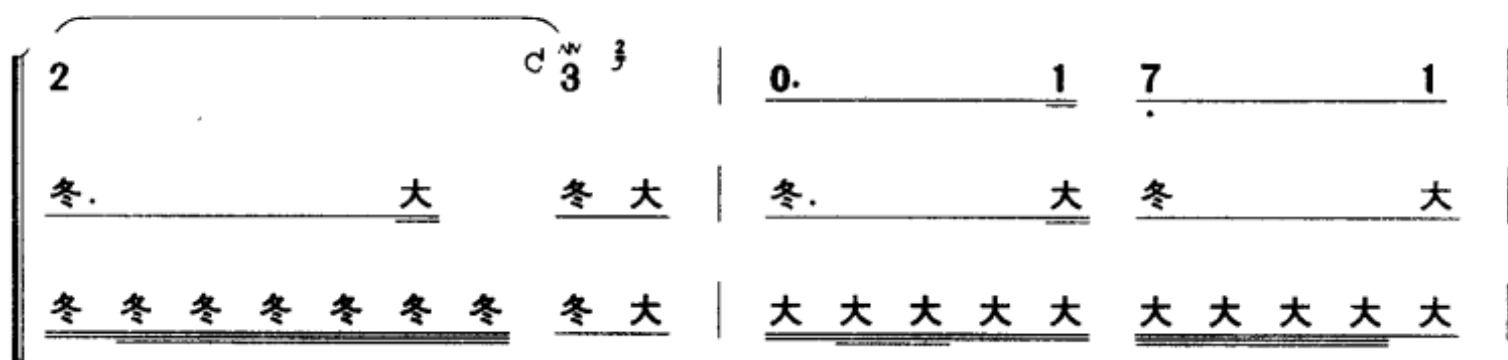 2 3 2 | 0. 1 7 1 |
冬. 大 冬 大 | 冬. 大 冬 大
冬 冬 冬 冬 冬 冬 冬 冬 大 | 大 大 大 大 大 大 大 大 大 大